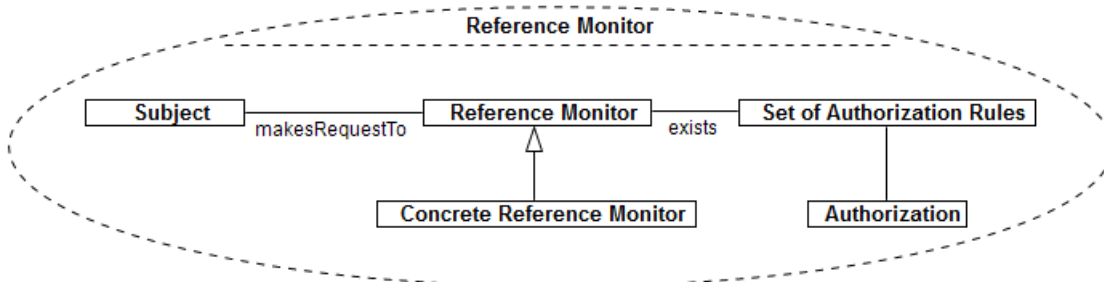 Reference Monitor
Subject
makesRequestTo
Reference Monitor
exists
Set of Authorization Rules
Concrete Reference Monitor
Authorization